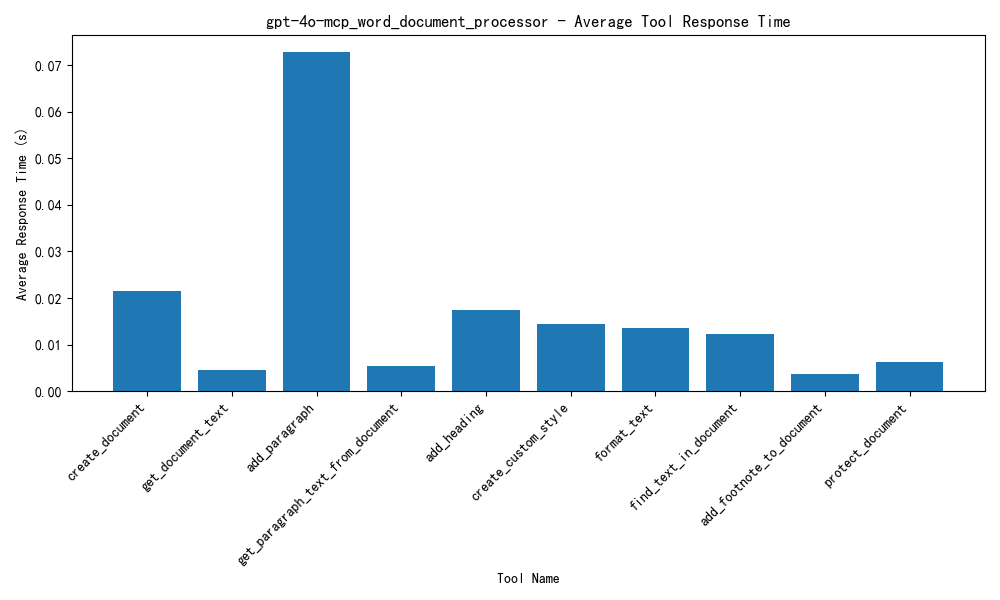 gpt-4o-mcp_word_document_processor - Average Tool Response Time
Average Response Time (s)
0.07
0.06
0.05
0.04
0.03
0.02
0.01
0.00
create_document
get_document_text
add_paragraph
get_paragraph_text_from_document
add_heading
create_custom_style
format_text
find_text_in_document
add_footnote_to_document
protect_document
Tool Name